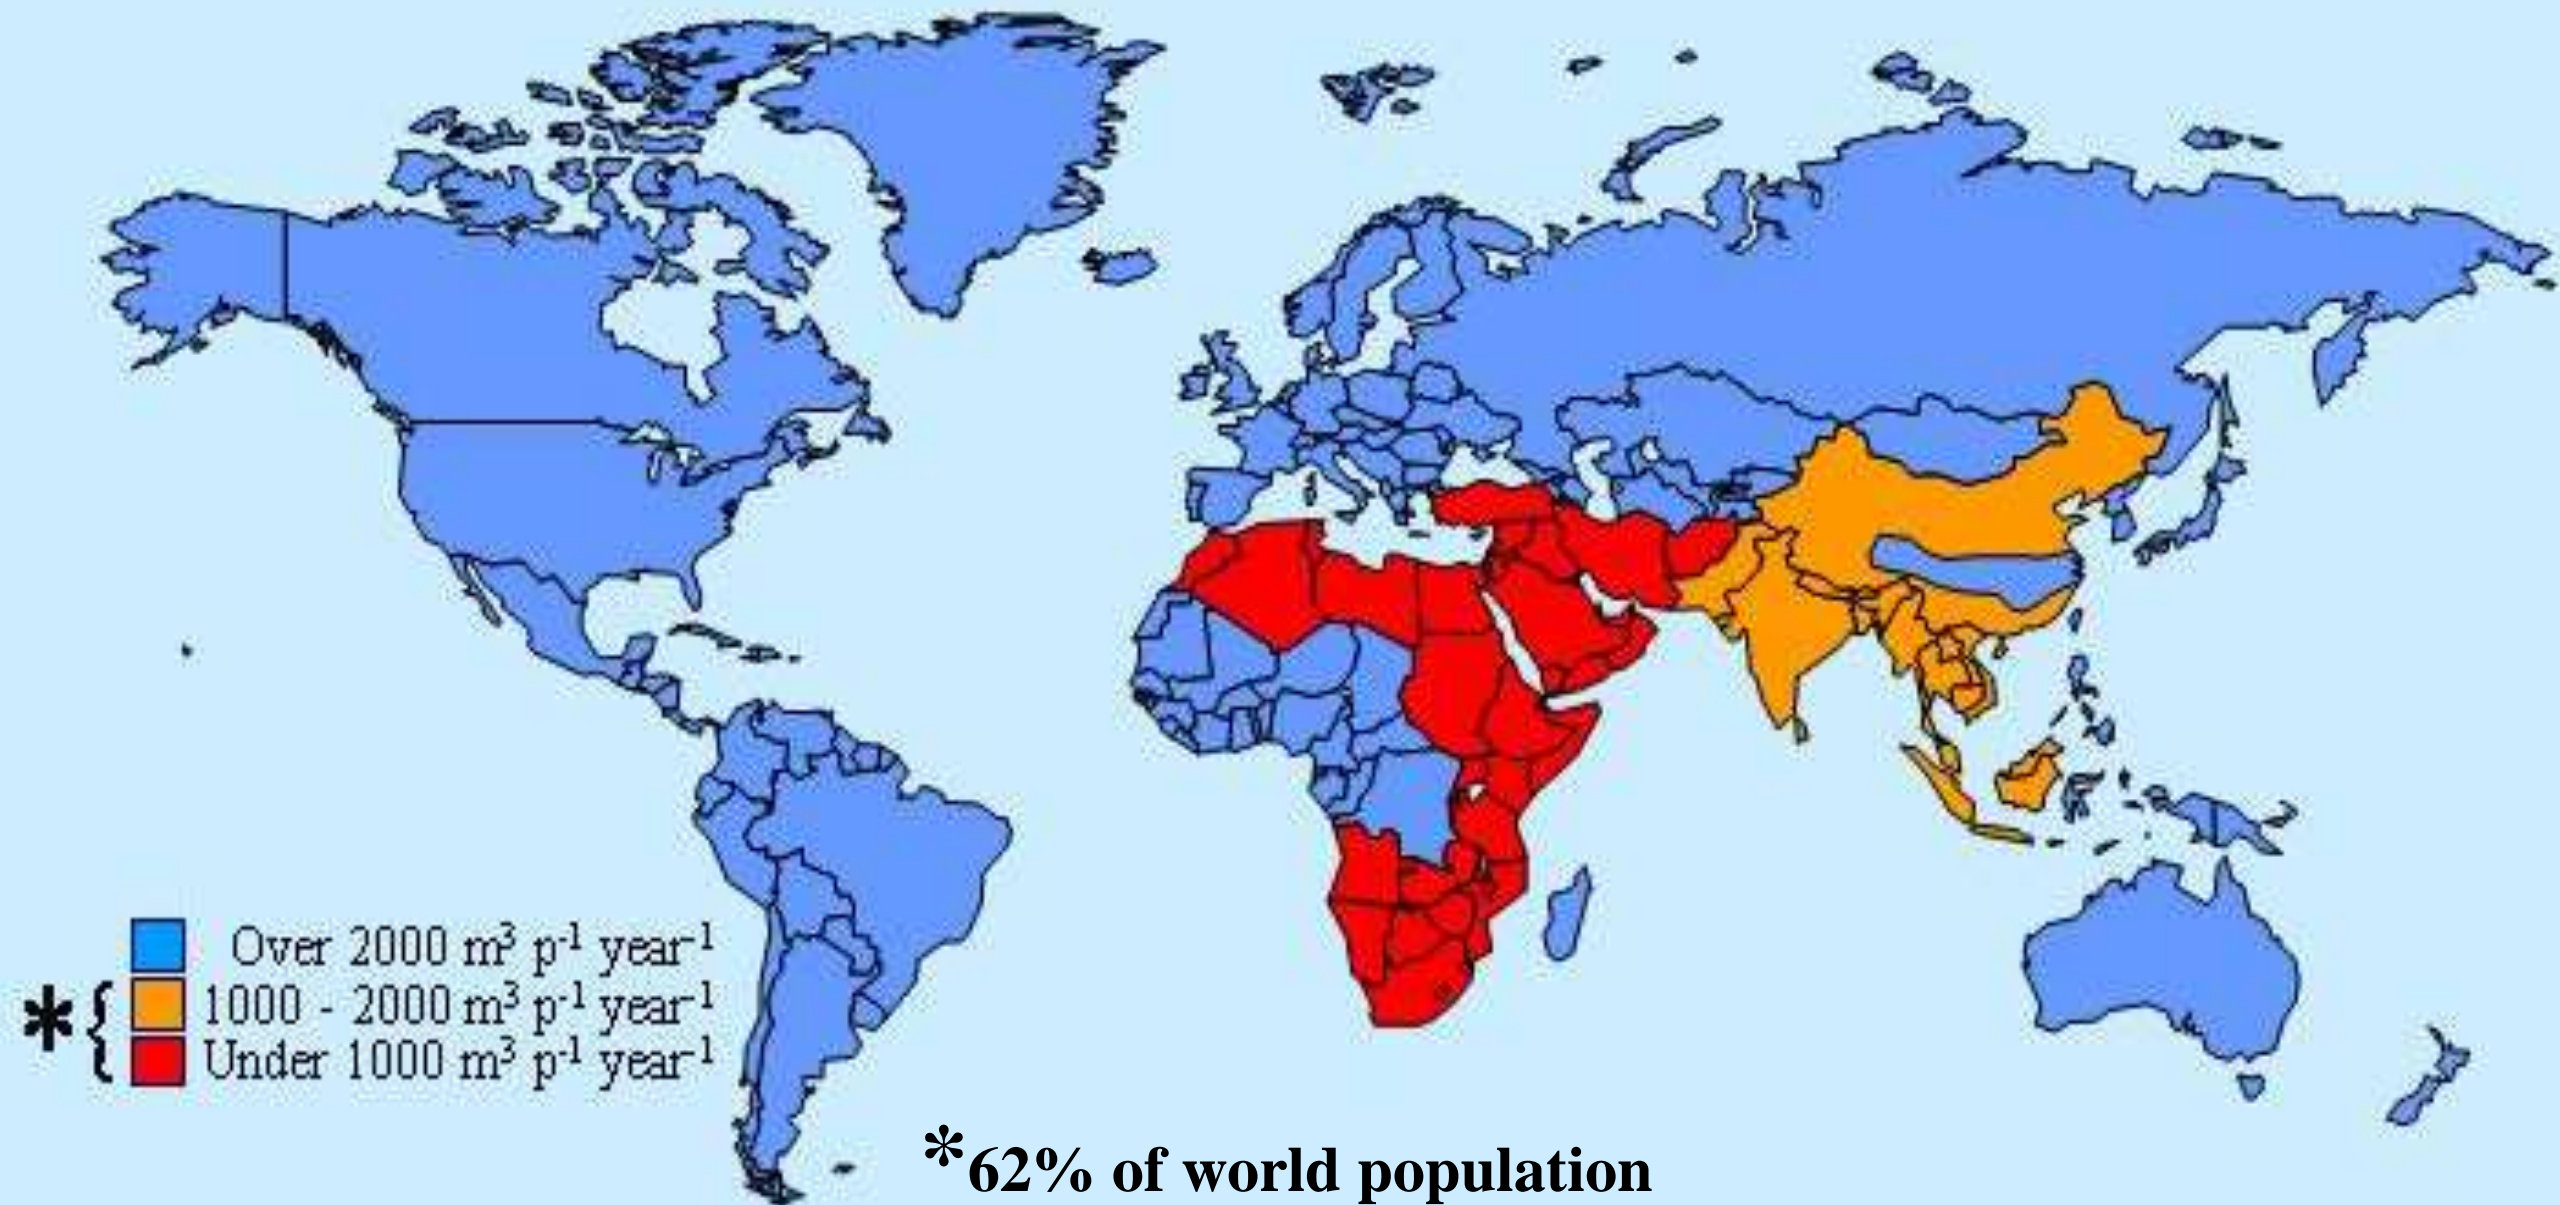 Over 2000 m³ p⁻¹ year⁻¹
* { 1000 - 2000 m³ p⁻¹ year⁻¹
Under 1000 m³ p⁻¹ year⁻¹
*62% of world population